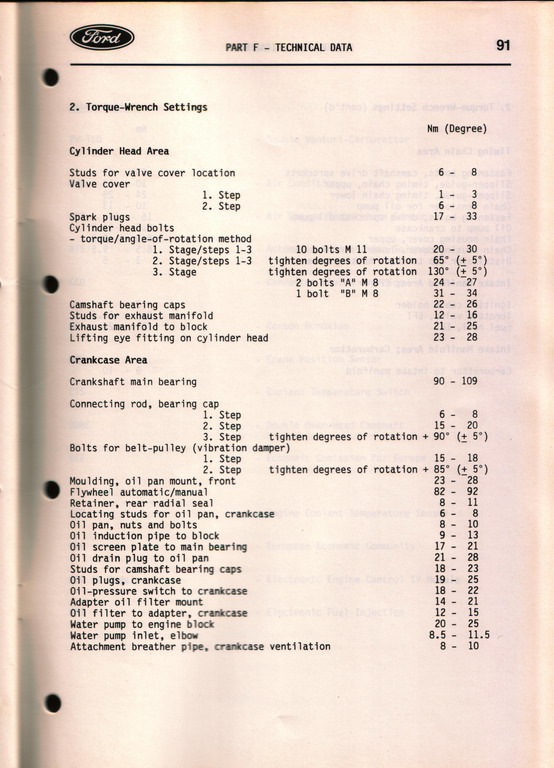 Ford
PART F - TECHNICAL DATA
91
2. Torque-Wrench Settings
Nm (Degree)
Cylinder Head Area
Studs for valve cover location 6 - 8
Valve cover
1. Step 1 - 3
2. Step 6 - 8
Spark plugs 17 - 33
Cylinder head bolts
- torque/angle-of-rotation method
1. Stage/steps 1-3 10 bolts M 11 20 - 30
2. Stage/steps 1-3 tighten degrees of rotation 65° (± 5°)
3. Stage tighten degrees of rotation 130° (± 5°)
2 bolts "A" M 8 24 - 27
1 bolt "B" M 8 31 - 34
Camshaft bearing caps 22 - 26
Studs for exhaust manifold 12 - 16
Exhaust manifold to block 21 - 25
Lifting eye fitting on cylinder head 23 - 28
Crankcase Area
Crankshaft main bearing 90 - 109
Connecting rod, bearing cap
1. Step 6 - 8
2. Step 15 - 20
3. Step tighten degrees of rotation + 90° (± 5°)
Bolts for belt-pulley (vibration damper)
1. Step 15 - 18
2. Step tighten degrees of rotation + 85° (± 5°)
Moulding, oil pan mount, front 23 - 28
Flywheel automatic/manual 82 - 92
Retainer, rear radial seal 8 - 11
Locating studs for oil pan, crankcase 6 - 8
Oil pan, nuts and bolts 8 - 10
Oil induction pipe to block 9 - 13
Oil screen plate to main bearing 17 - 21
Oil drain plug to oil pan 21 - 28
Studs for camshaft bearing caps 18 - 23
Oil plugs, crankcase 19 - 25
Oil-pressure switch to crankcase 18 - 22
Adapter oil filter mount 14 - 21
Oil filter to adapter, crankcase 12 - 15
Water pump to engine block 20 - 25
Water pump inlet, elbow 8.5 - 11.5
Attachment breather pipe, crankcase ventilation 8 - 10